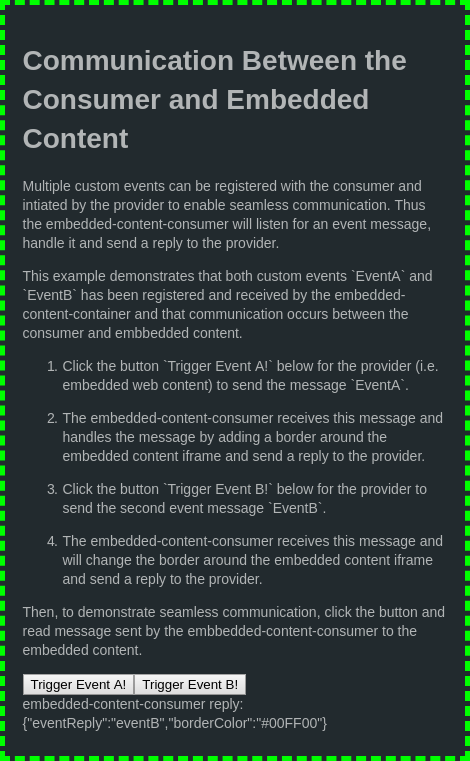 Communication Between the
Consumer and Embedded
Content
Multiple custom events can be registered with the consumer and
intiated by the provider to enable seamless communication. Thus
the embedded-content-consumer will listen for an event message,
handle it and send a reply to the provider.
This example demonstrates that both custom events `EventA` and
`EventB` has been registered and received by the embedded-
content-container and that communication occurs between the
consumer and embbedded content.
1. Click the button `Trigger Event A!` below for the provider (i.e.
embedded web content) to send the message `EventA`.
2. The embedded-content-consumer receives this message and
handles the message by adding a border around the
embedded content iframe and send a reply to the provider.
3. Click the button `Trigger Event B!` below for the provider to
send the second event message `EventB`.
4. The embedded-content-consumer receives this message and
will change the border around the embedded content iframe
and send a reply to the provider.
Then, to demonstrate seamless communication, click the button and
read message sent by the embbedded-content-consumer to the
embedded content.
Trigger Event A! Trigger Event B!
embedded-content-consumer reply:
{"eventReply":"eventB","borderColor":"#00FF00"}